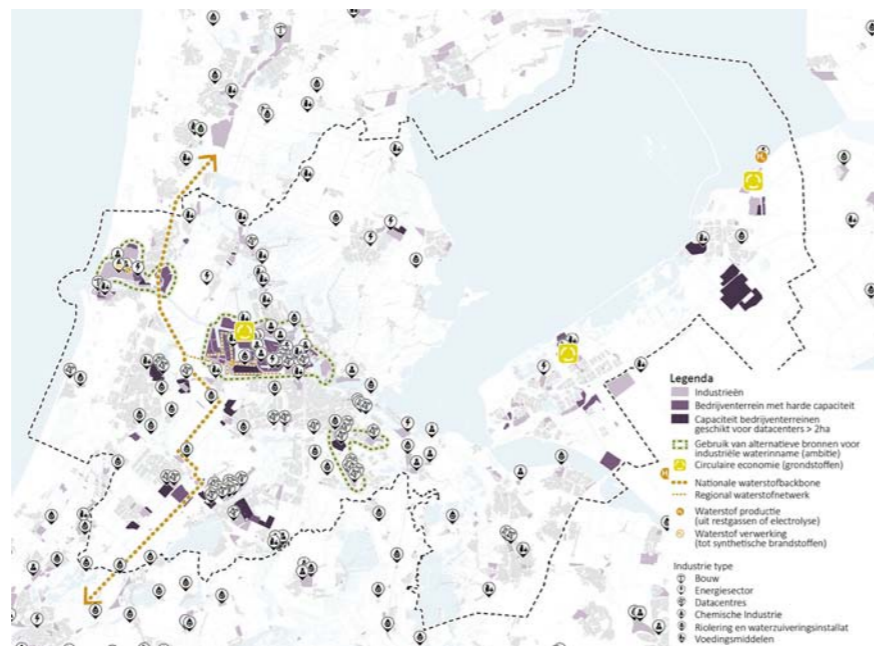 Legenda
Industrieën
Bedrijventerrein met harde capaciteit
Capaciteit bedrijventerreinen
geschikt voor datacenters > 2ha
Gebruik van alternatieve bronnen voor
industriële waterinname (ambitie)
Circulaire economie (grondstoffen)
Nationale waterstofbackbone
Regional waterstofnetwerk
Waterstof productie
(uit restgassen of electrolyse)
Waterstof verwerking
(tot synthetische brandstoffen)
Industrie type
Bouw
Energiesector
Datacentres
Chemische Industrie
Riolering en waterzuiveringsinstallat
Voedingsmiddelen